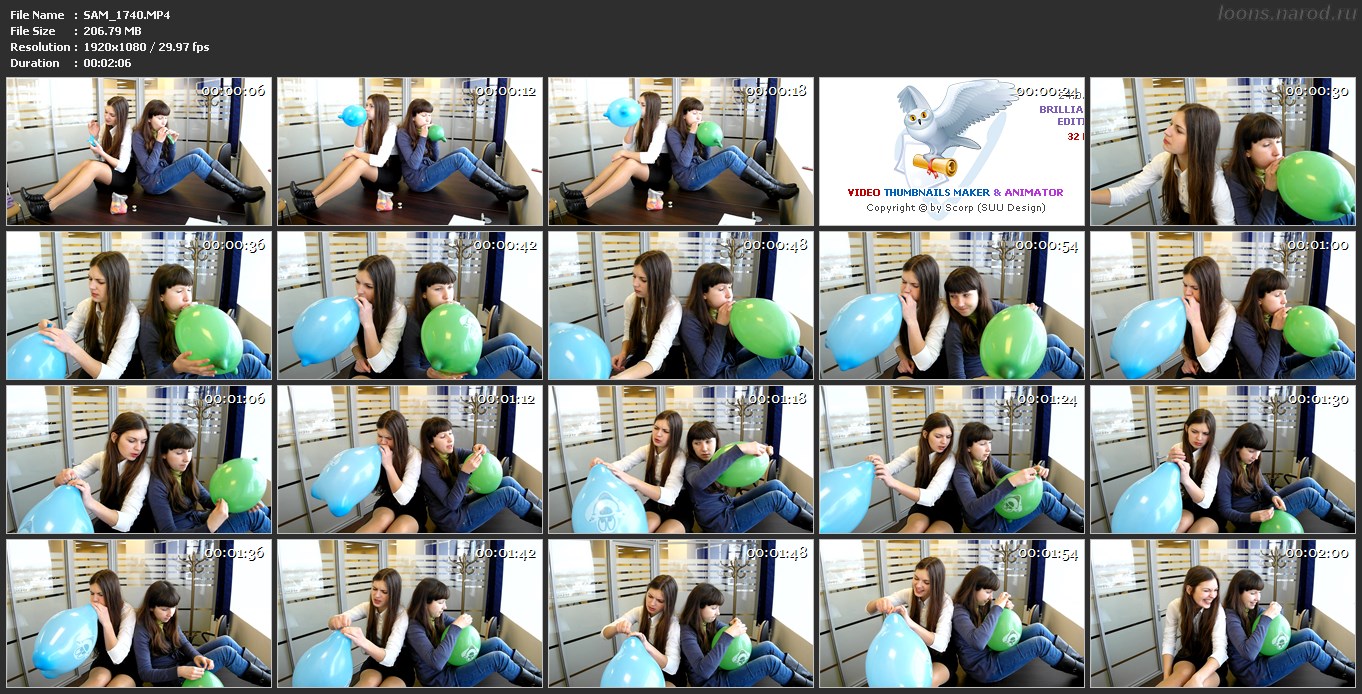 File Name : SAM_1740.MP4
loons.narod.ru
File Size : 206.79 MB
Resolution : 1920x1080 / 29.97 fps
Duration : 00:02:06
00:00:06
00:00:12
00:00:18
00:00:24
BRILLIA
EDITI
32
VIDEO THUMBNAILS MAKER & ANIMATOR
Copyright © by Scorp (SUU Design)
00:00:30
00:00:36
00:00:42
00:00:48
00:00:54
00:01:00
00:01:06
00:01:12
00:01:18
00:01:24
00:01:30
00:01:36
00:01:42
00:01:48
00:01:54
00:02:00